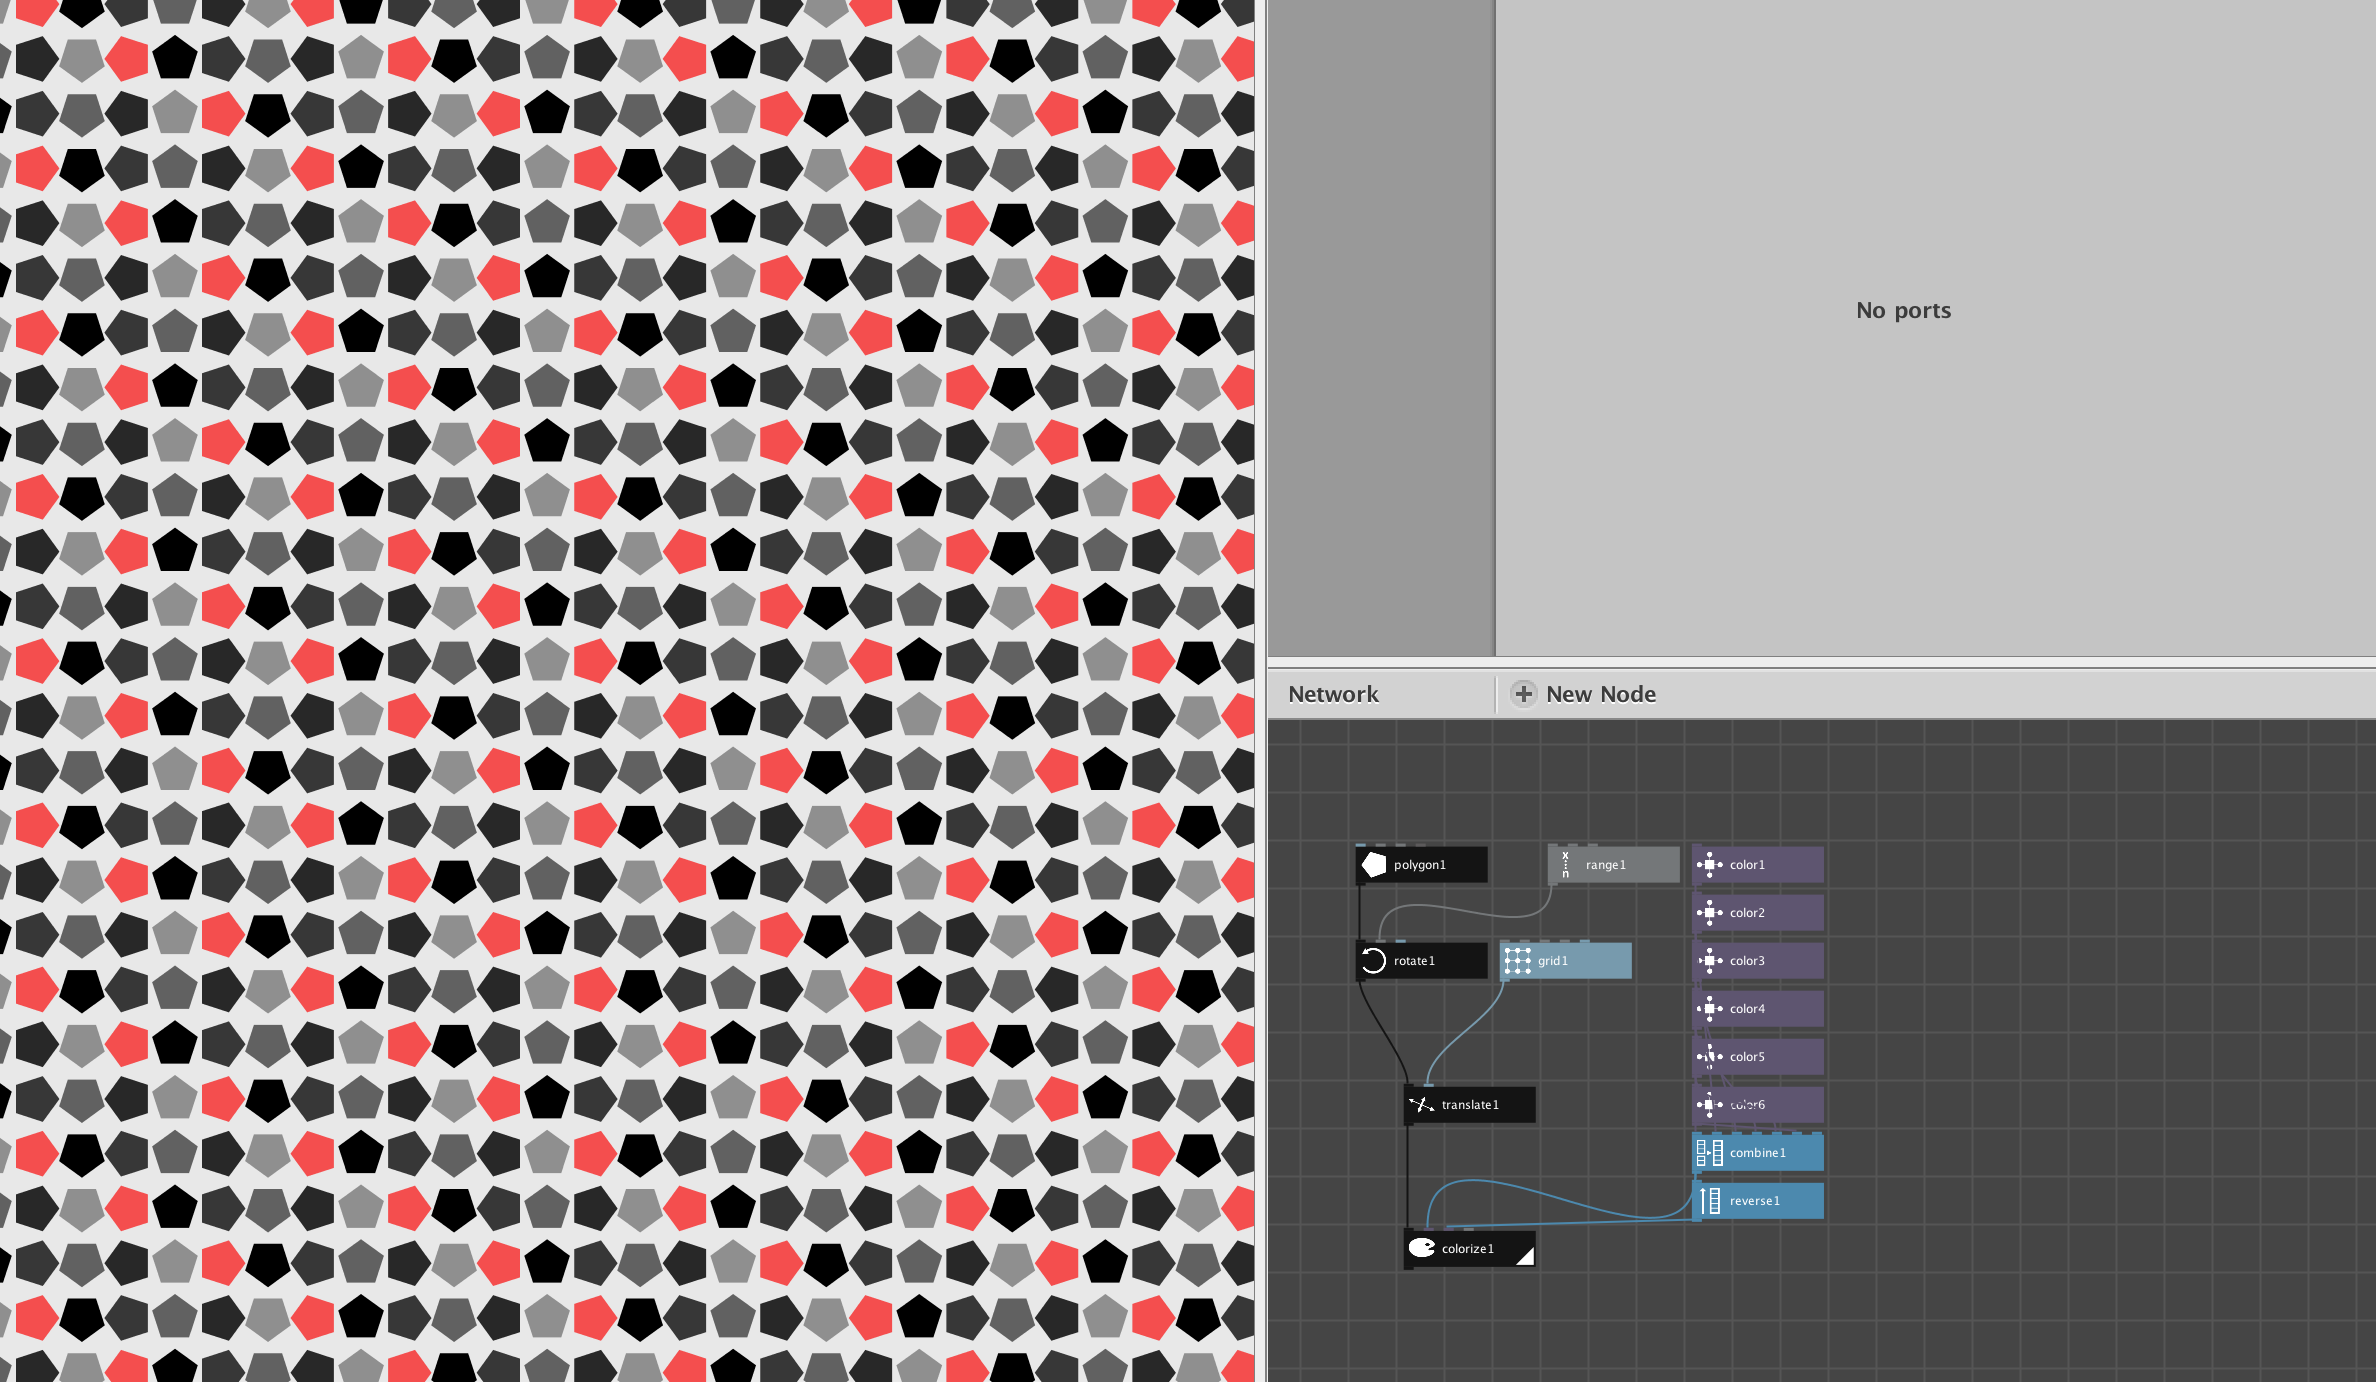 No ports
Network
New Node
polygon1
range1
color1
color2
rotate1
grid1
color3
color4
color5
translate1
color6
combine1
reverse1
colorize1